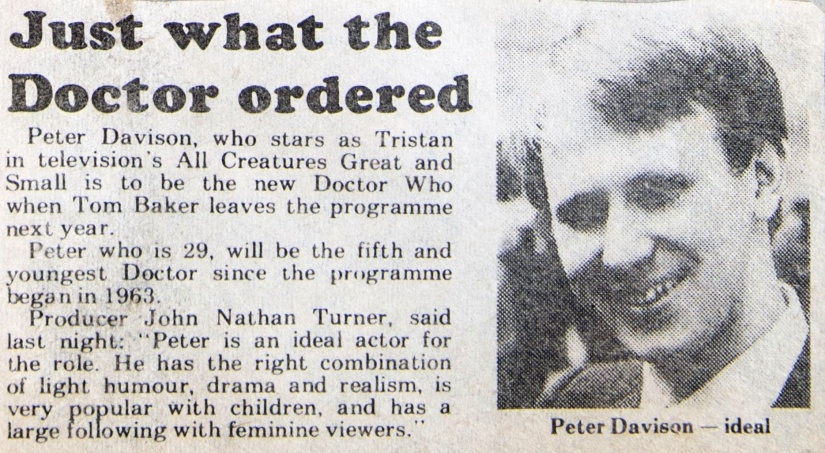 Just what the
Doctor ordered
Peter Davison, who stars as Tristan
in television's All Creatures Great and
Small is to be the new Doctor Who
when Tom Baker leaves the programme
next year.
Peter who is 29, will be the fifth and
youngest Doctor since the programme
began in 1963.
Producer John Nathan Turner, said
last night: "Peter is an ideal actor for
the role. He has the right combination
of light humour, drama and realism, is
very popular with children, and has a
large following with feminine viewers."
Peter Davison — ideal